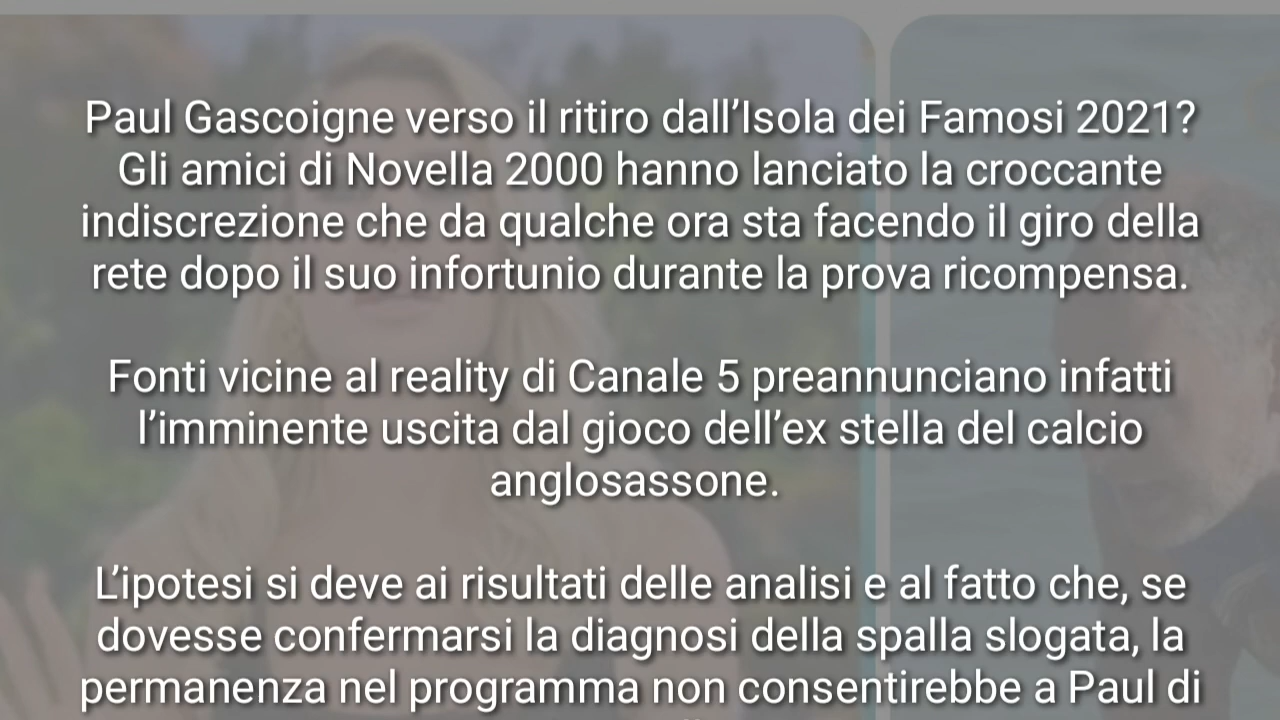 Paul Gascoigne verso il ritiro dall’Isola dei Famosi 2021?
Gli amici di Novella 2000 hanno lanciato la croccante
indiscrezione che da qualche ora sta facendo il giro della
rete dopo il suo infortunio durante la prova ricompensa.
Fonti vicine al reality di Canale 5 preannunciano infatti
l’imminente uscita dal gioco dell’ex stella del calcio
anglosassone.
L’ipotesi si deve ai risultati delle analisi e al fatto che, se
dovesse confermarsi la diagnosi della spalla slogata, la
permanenza nel programma non consentirebbe a Paul di